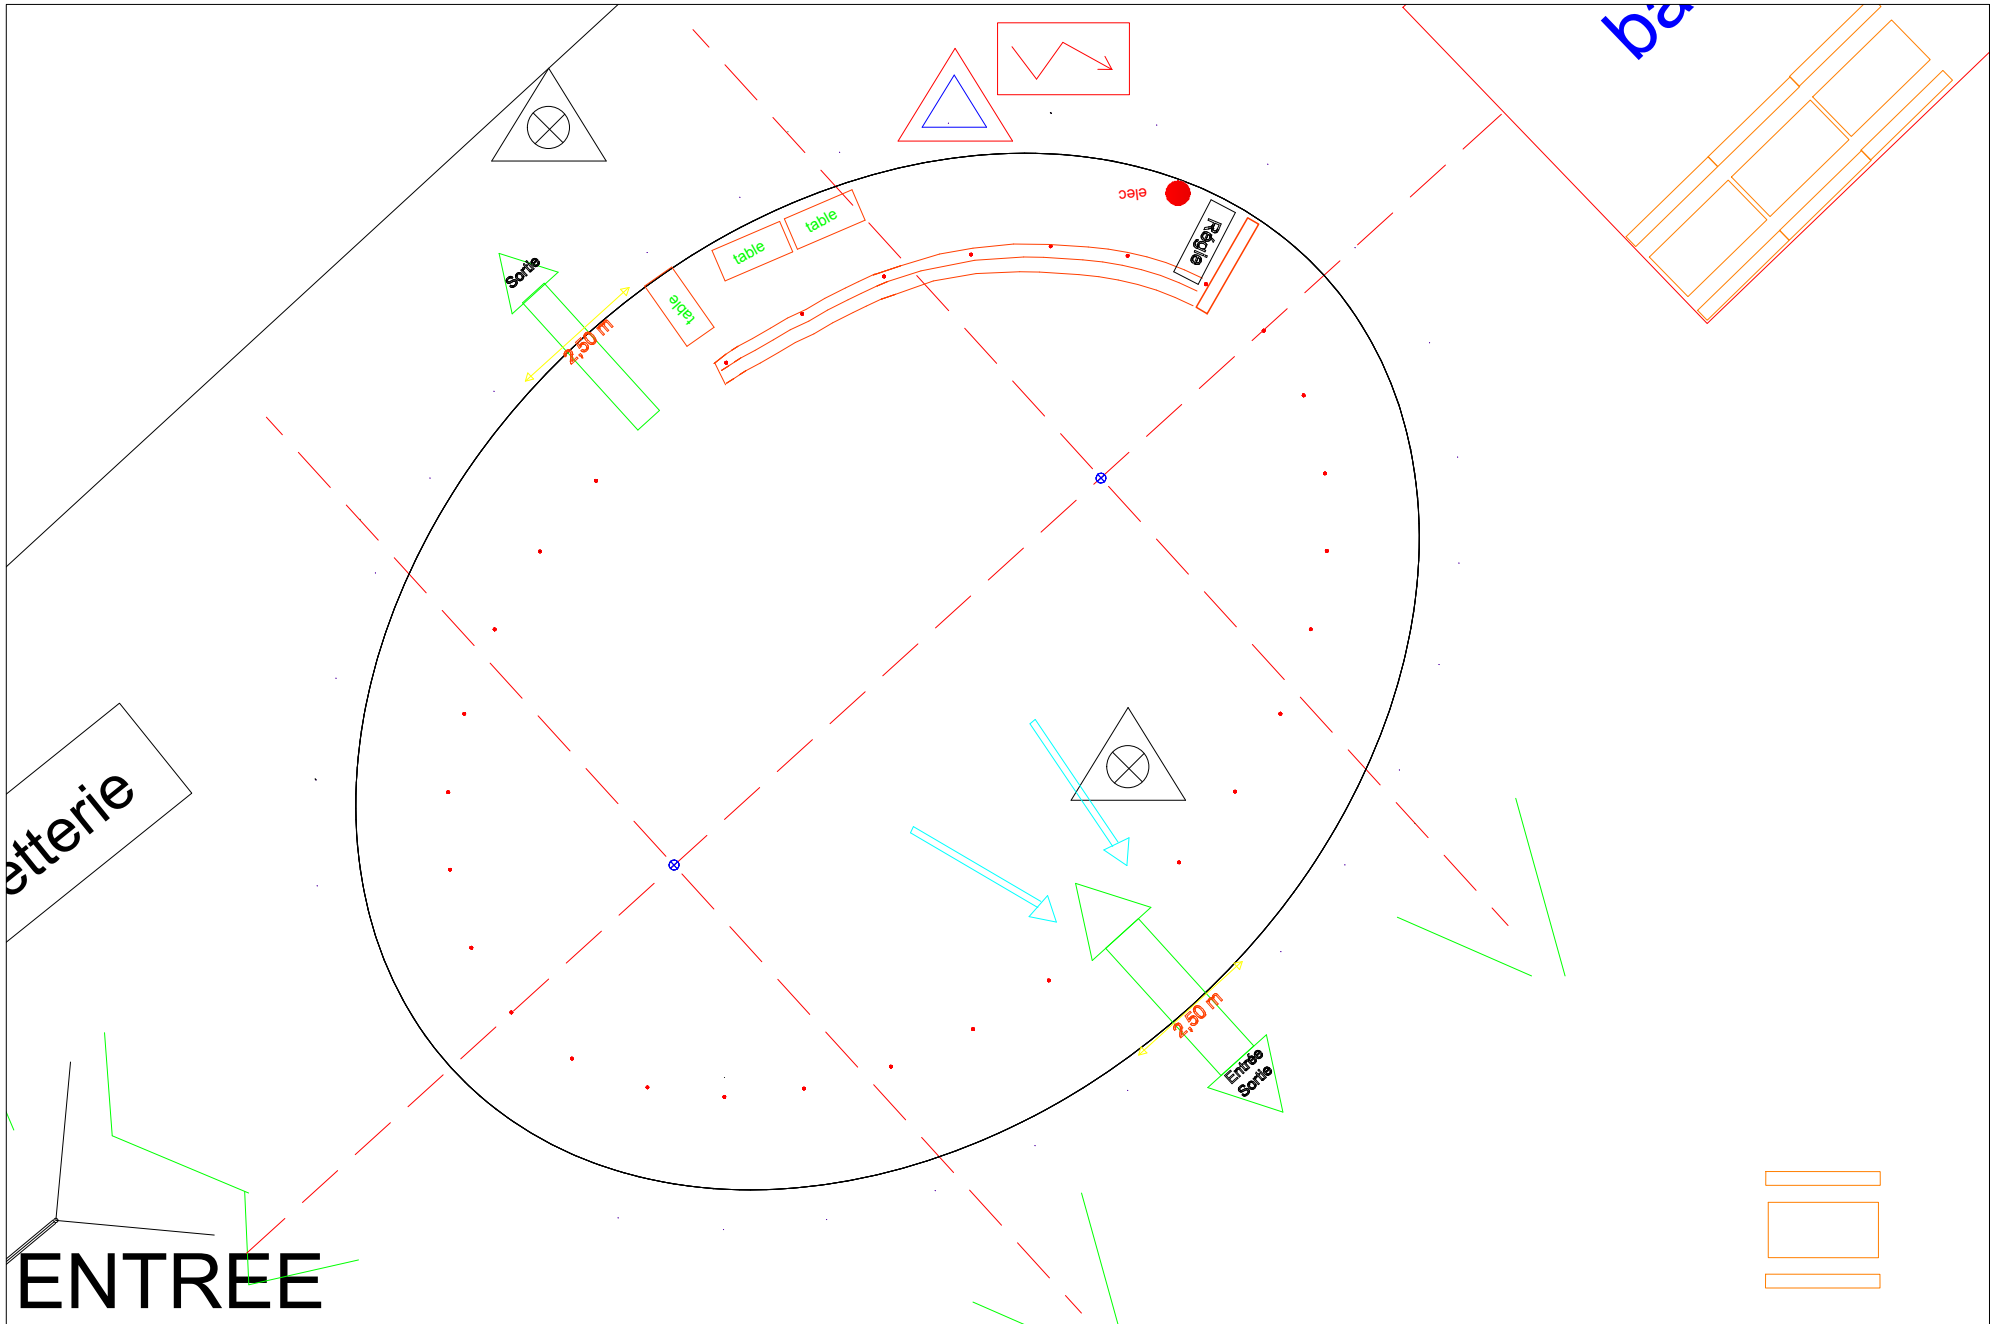 ba
elec
Régie
table
table
table
Sortie
2,50 m
etterie
2,50 m
Entrée
Sortie
ENTREE